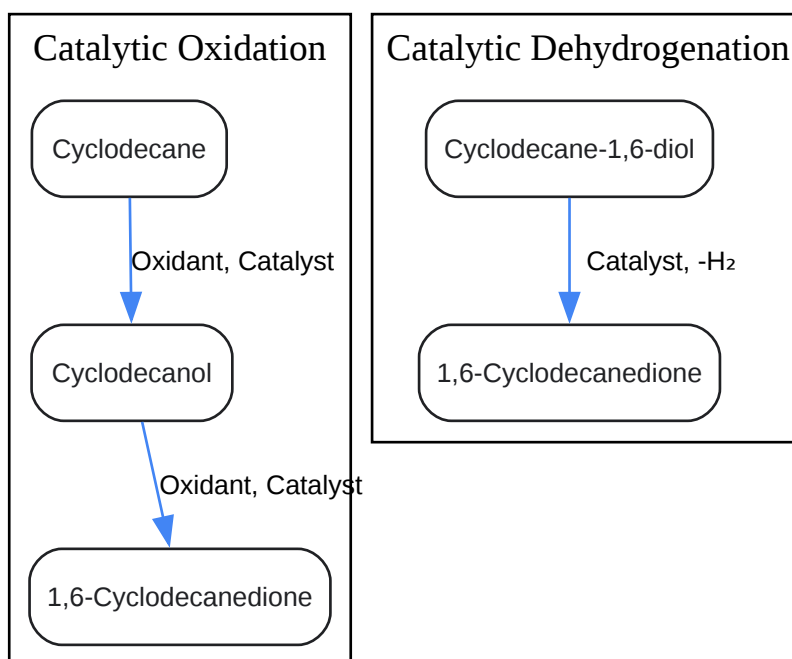 Catalytic Oxidation
Cyclodecane
Oxidant, Catalyst
Cyclodecanol
Oxidant, Catalyst
1,6-Cyclodecanedione
Catalytic Dehydrogenation
Cyclodecane-1,6-diol
Catalyst, -H₂
1,6-Cyclodecanedione